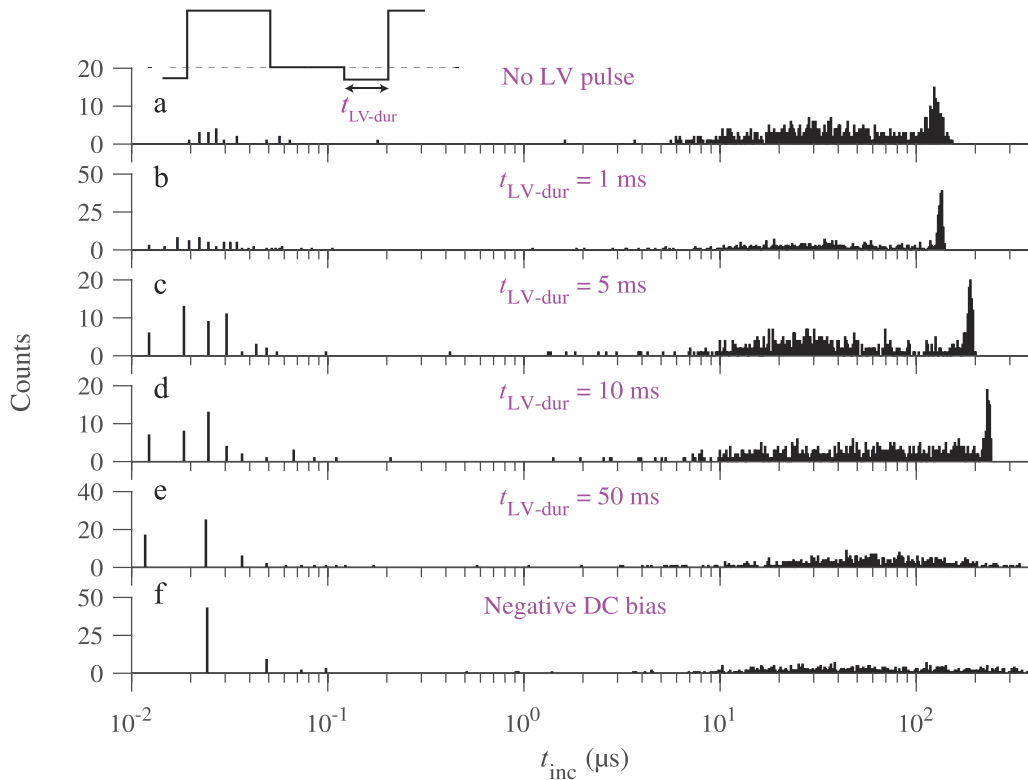 No LV pulse
t_LV-dur
a
20
10
0
b
t_LV-dur = 1 ms
50
25
0
c
t_LV-dur = 5 ms
20
10
0
d
t_LV-dur = 10 ms
20
10
0
e
t_LV-dur = 50 ms
40
20
0
f
Negative DC bias
50
25
0
Counts
10^-2 10^-1 10^0 10^1 10^2
t_inc (μs)